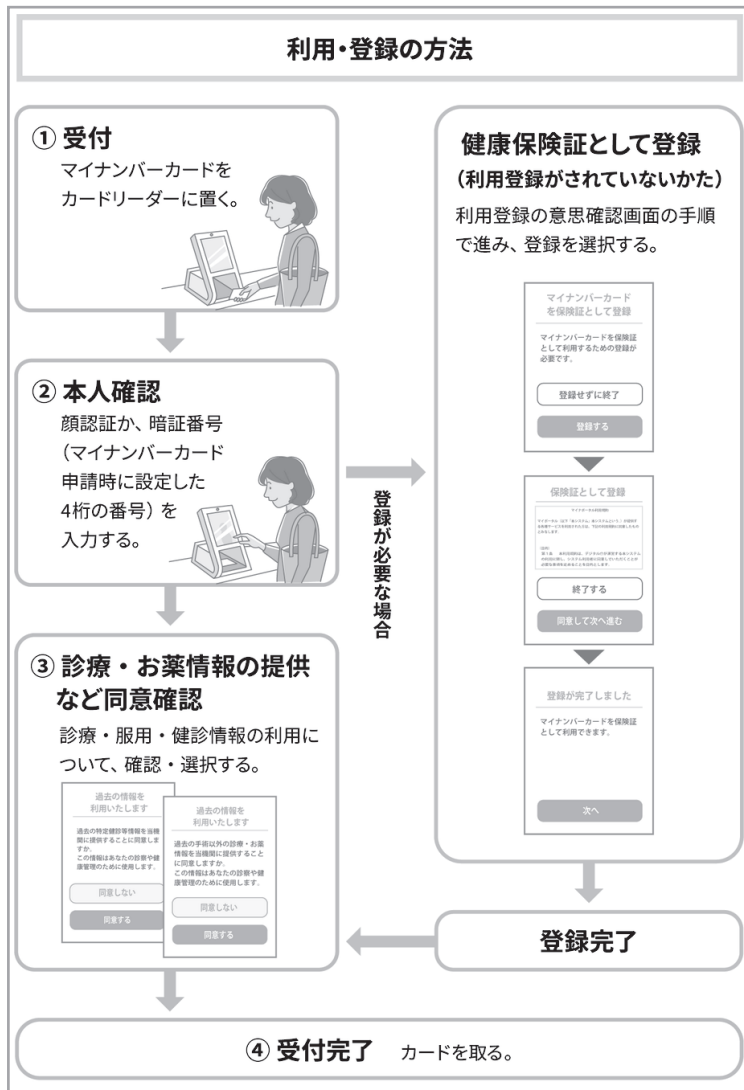 利用・登録の方法
① 受付
マイナンバーカードを
カードリーダーに置く。
② 本人確認
顔認証か、暗証番号
（マイナンバーカード
申請時に設定した
4桁の番号）を
入力する。
登録が必要な場合
健康保険証として登録
（利用登録がされていないかた）
利用登録の意思確認画面の手順
で進み、登録を選択する。
マイナンバーカード
を保険証として登録
マイナンバーカードを保険証
として利用するための登録が
必要です。
登録せずに終了
登録する
保険証として登録
マイナポータル利用規約
終了する
同意して次へ進む
登録が完了しました
マイナンバーカードを保険証
として利用できます。
次へ
登録完了
③ 診療・お薬情報の提供
など同意確認
診療・服用・健診情報の利用に
ついて、確認・選択する。
過去の情報を
利用いたします
過去の特定健診等情報を当機
関に提供することに同意しま
すか。
この情報はあなたの診察や健
康管理のために使用します。
同意しない
同意する
過去の情報を
利用いたします
過去の手術以外の診療・お薬
情報を当機関に提供すること
に同意しますか。
この情報はあなたの診察や健
康管理のために使用します。
同意しない
同意する
④ 受付完了 カードを取る。